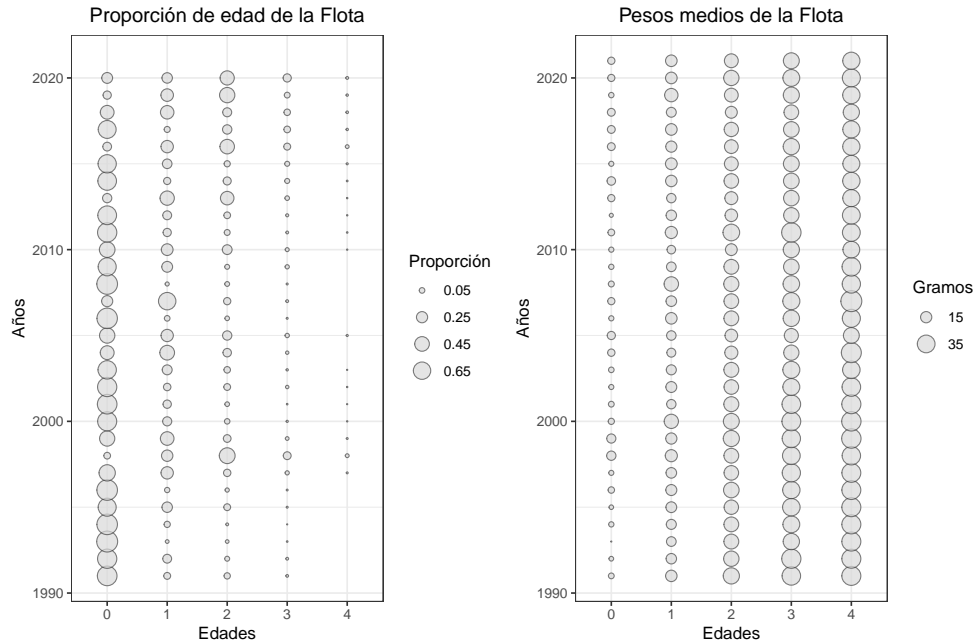 Proporción de edad de la Flota
2020
2010
2000
1990
Años
0 1 2 3 4
Edades
Proporción
0.05
0.25
0.45
0.65
Pesos medios de la Flota
2020
2010
2000
1990
Años
0 1 2 3 4
Edades
Gramos
15
35